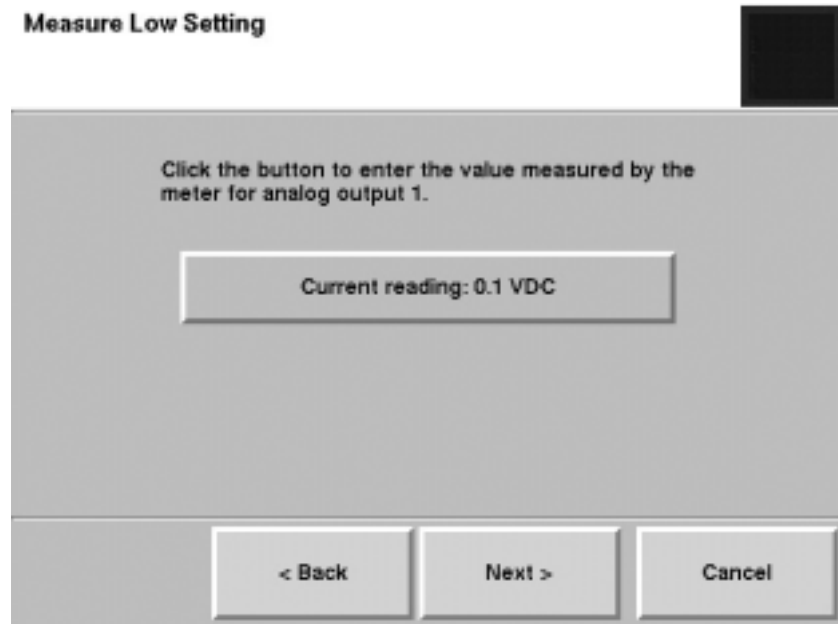 Measure Low Setting
Click the button to enter the value measured by the
meter for analog output 1.
Current reading: 0.1 VDC
< Back
Next >
Cancel